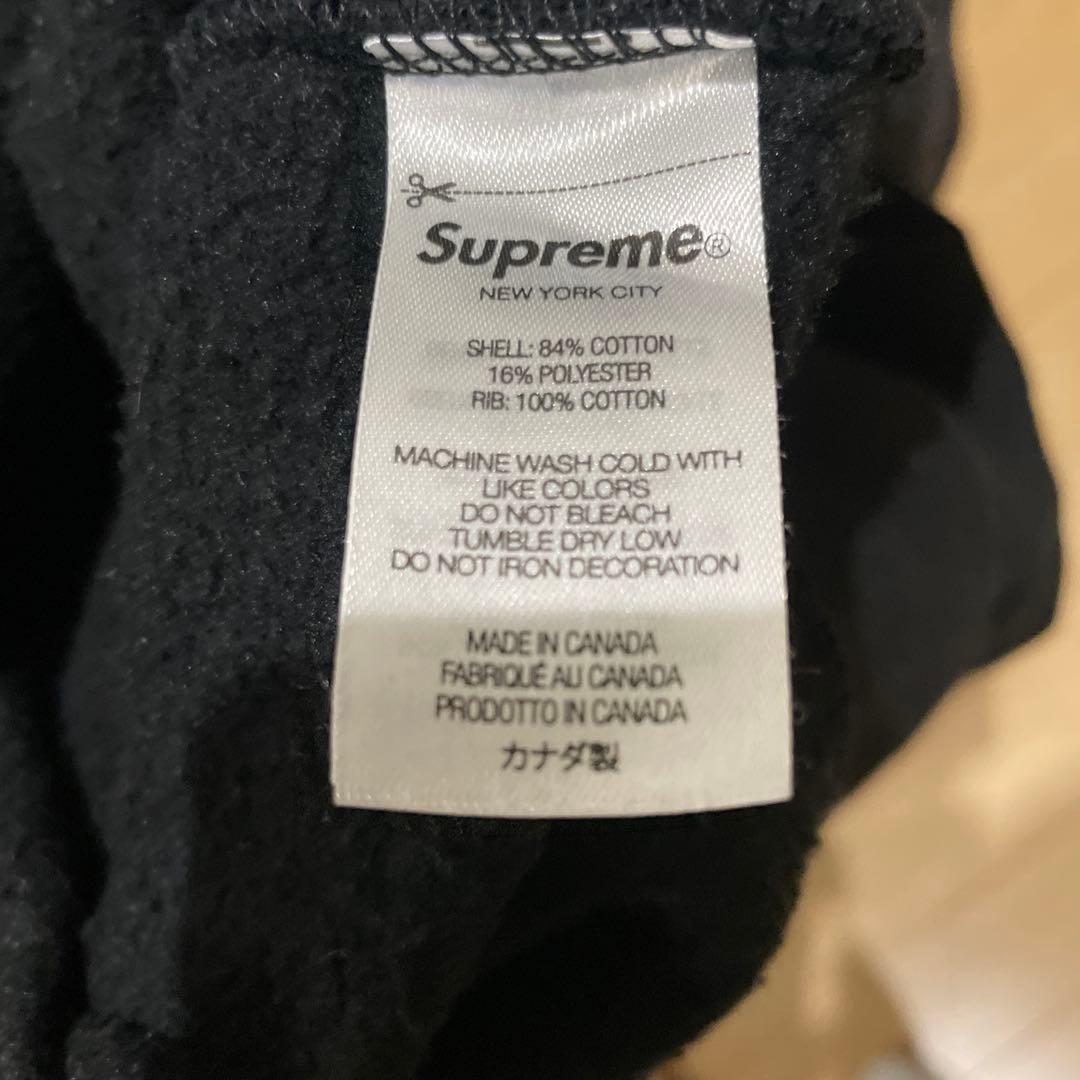 Supreme®
NEW YORK CITY
SHELL: 84% COTTON
16% POLYESTER
RIB: 100% COTTON
MACHINE WASH COLD WITH
LIKE COLORS
DO NOT BLEACH
TUMBLE DRY LOW
DO NOT IRON DECORATION
MADE IN CANADA
FABRIQUÉ AU CANADA
PRODOTTO IN CANADA
カナダ製